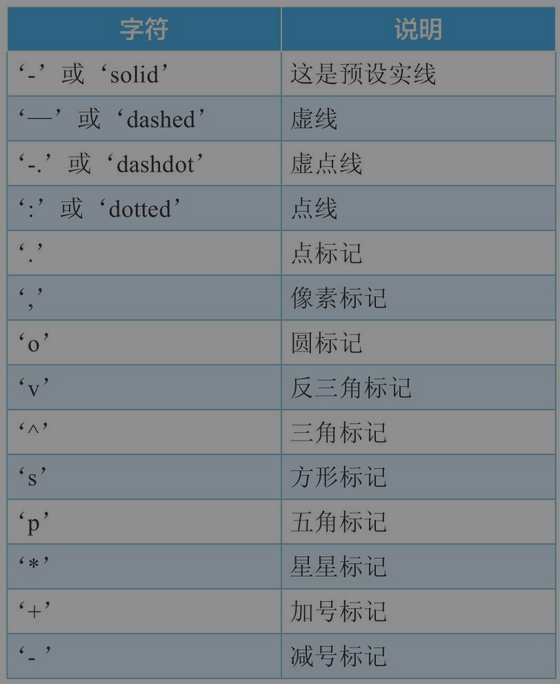 字符 说明
‘-’ 或 ‘solid’ 这是预设实线
‘—’ 或 ‘dashed’ 虚线
‘-.’ 或 ‘dashdot’ 虚点线
‘:’ 或 ‘dotted’ 点线
‘.’ 点标记
‘,’ 像素标记
‘o’ 圆标记
‘v’ 反三角标记
‘^’ 三角标记
‘s’ 方形标记
‘p’ 五角标记
‘*’ 星星标记
‘+’ 加号标记
‘- ’ 减号标记